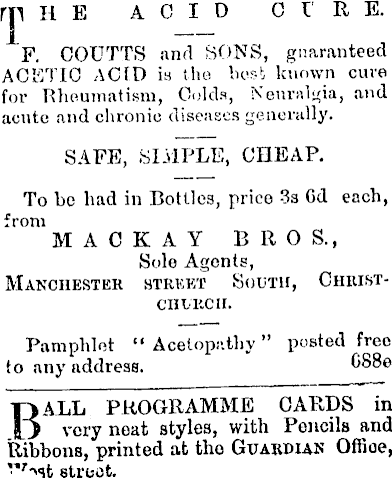 THE ACID CURE.
F. COUTTS and SONS, guaranteed
ACETIC ACID is the best known cure
for Rheumatism, Colds, Neuralgia, and
acute and chronic diseases generally.
SAFE, SIMPLE, CHEAP.
To be had in Bottles, price 3s 6d each,
from
MACKAY BROS.,
Sole Agents,
MANCHESTER STREET SOUTH, CHRIST-
CHURCH.
Pamphlet "Acetopathy" posted free
to any address. 688e
BALL PROGRAMME CARDS in
very neat styles, with Pencils and
Ribbons, printed at the GUARDIAN Office,
West street.